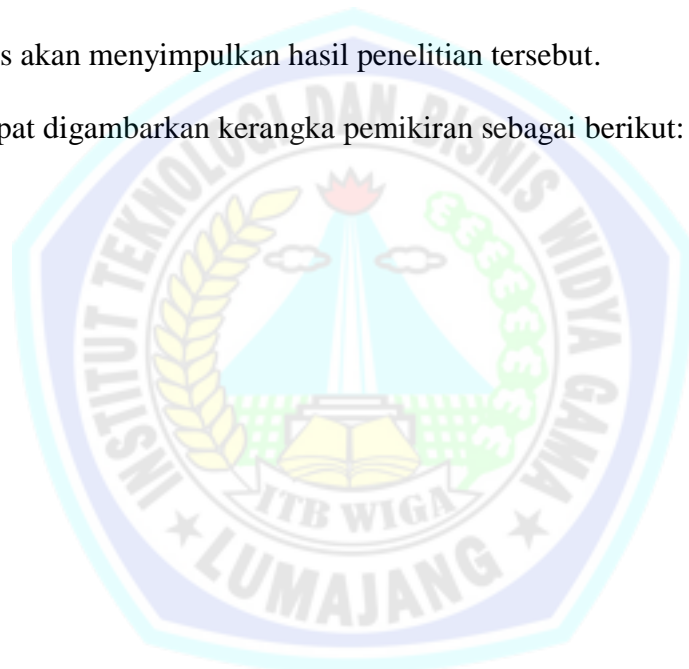 s akan menyimpulkan hasil penelitian tersebut.
pat digambarkan kerangka pemikiran sebagai berikut:
INSTITUT TEKNOLOGI DAN BISNIS WIDYA GAMA
ITB WIGA
LUMAJANG